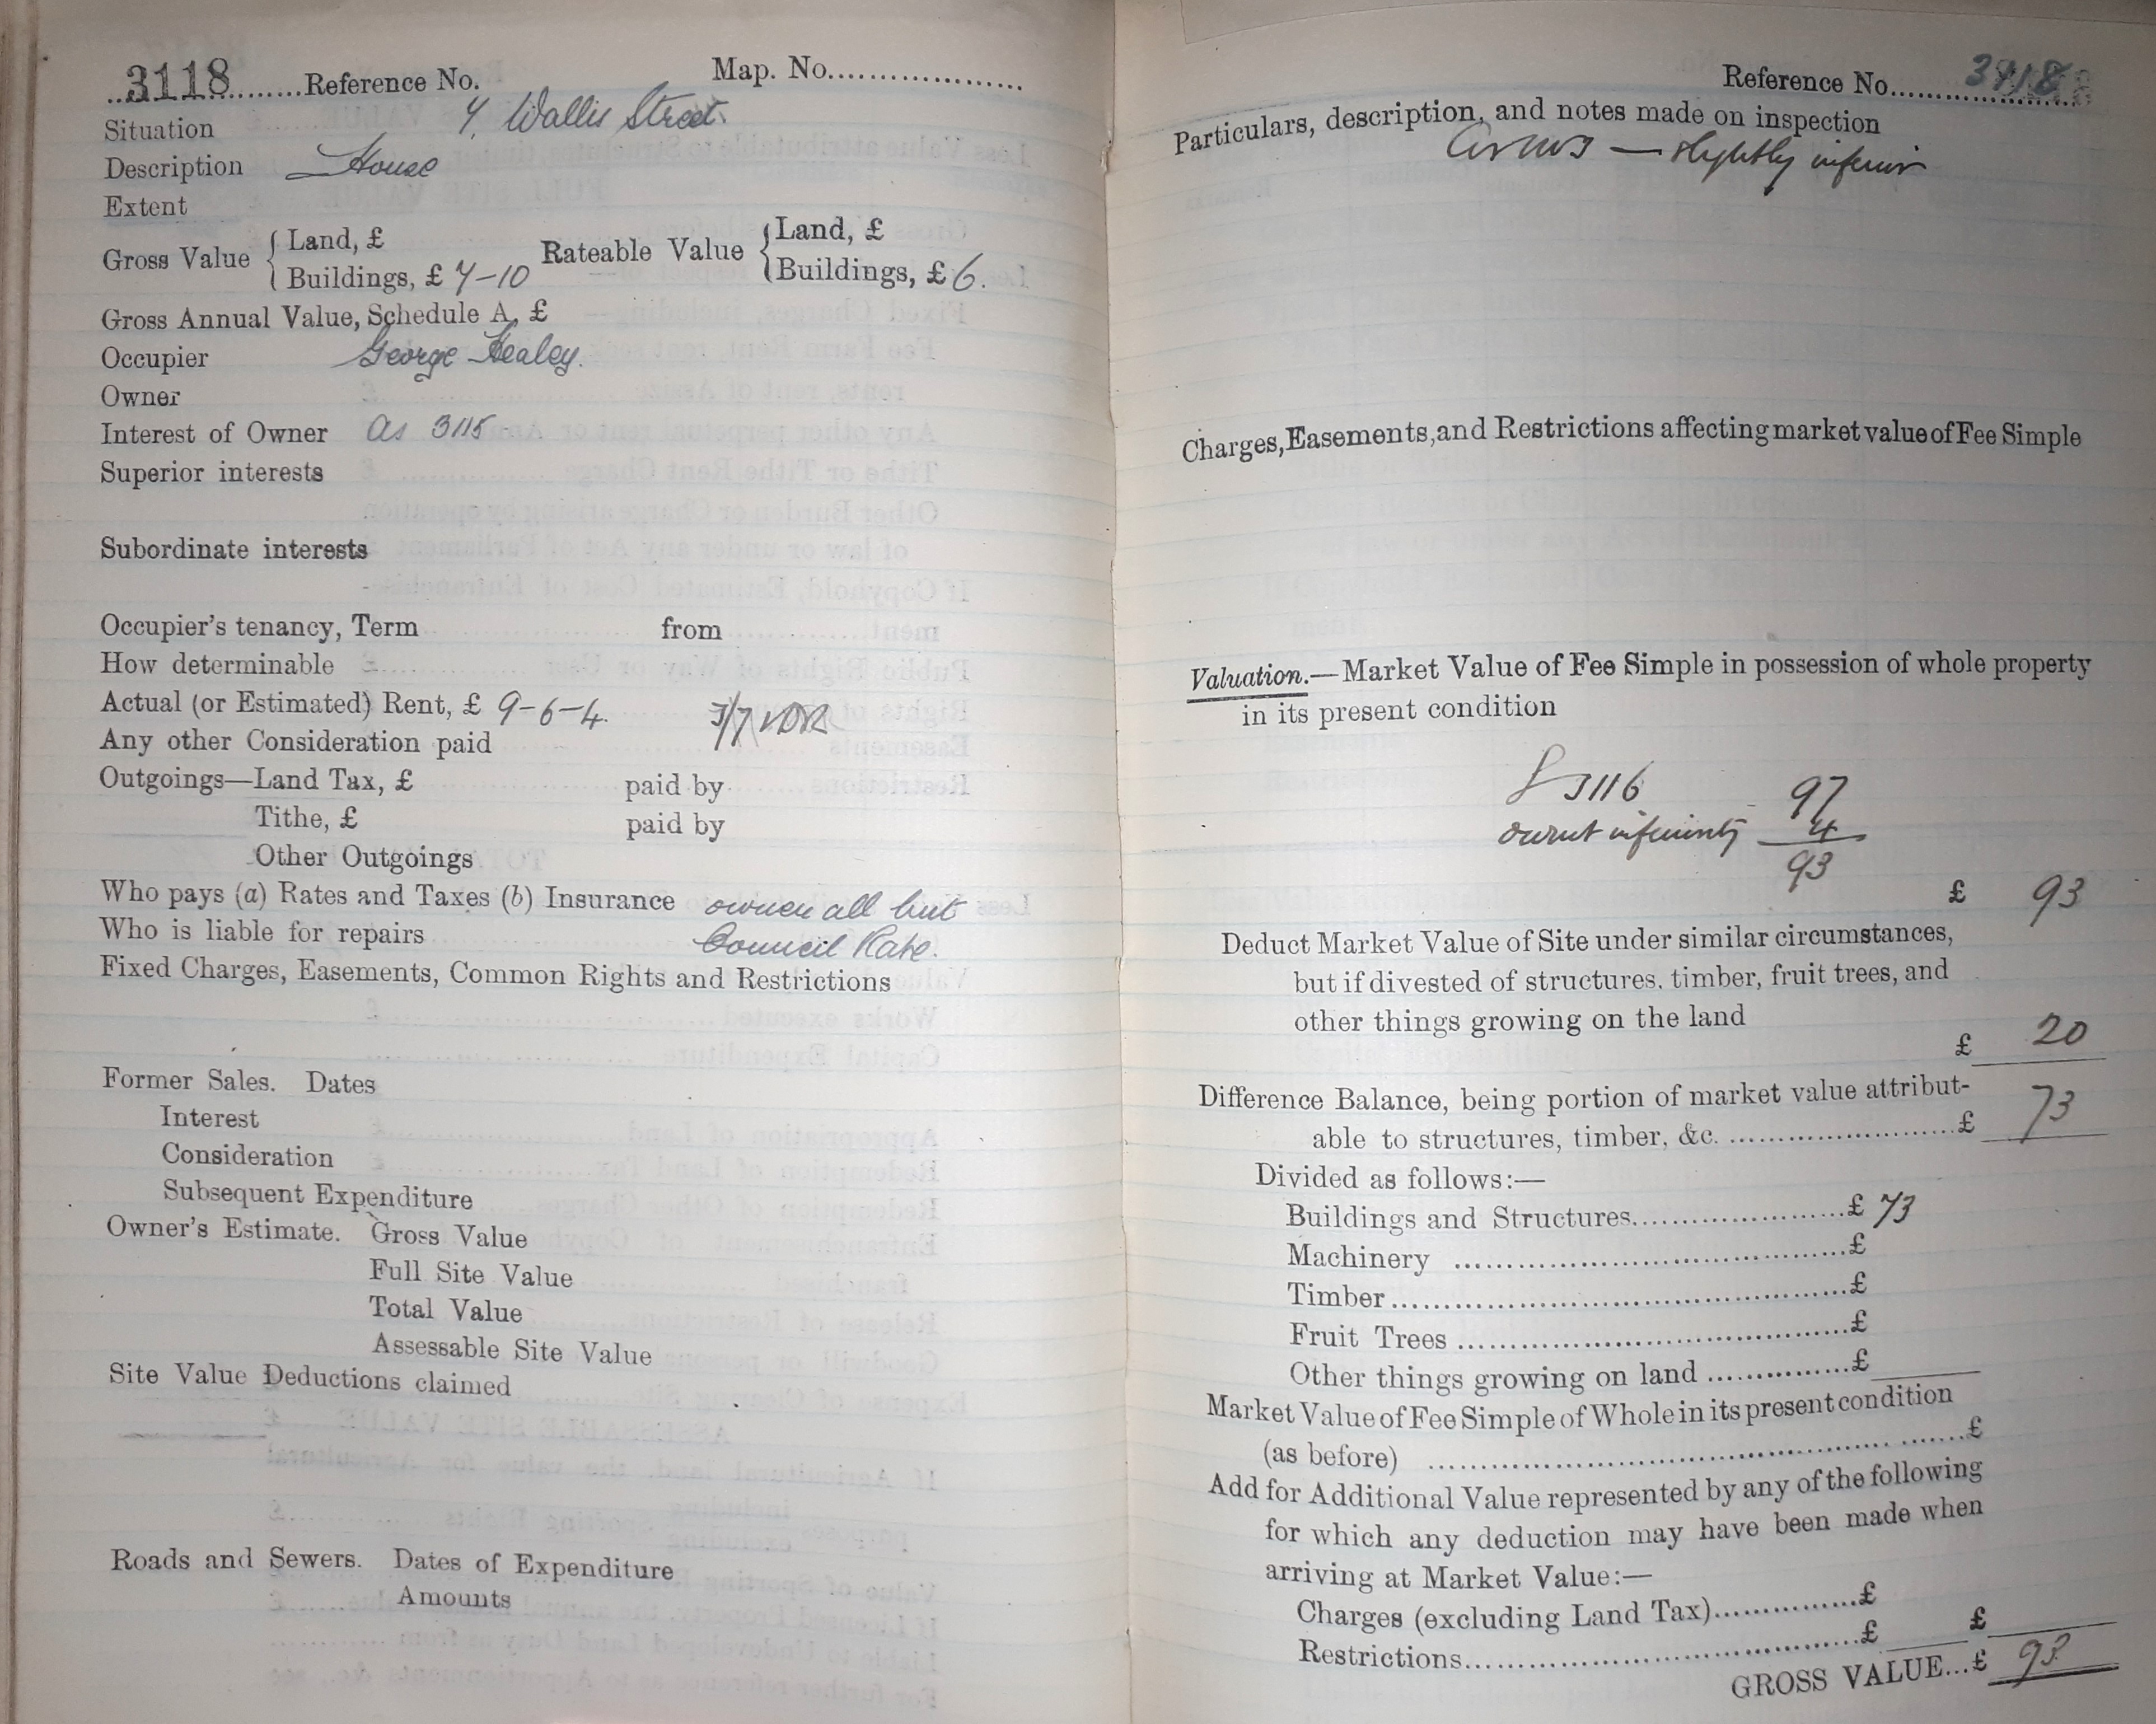 3118 Reference No. Map. No.
Situation 7, Wallis Street.
Description House
Extent
Gross Value { Land, £ Rateable Value { Land, £
Buildings, £ 7-10 Buildings, £ 6.
Gross Annual Value, Schedule A, £
Occupier George Healey.
Owner
Interest of Owner As 3115
Superior interests
Subordinate interests
Occupier's tenancy, Term from
How determinable
Actual (or Estimated) Rent, £ 9-6-4. 3/7
Any other Consideration paid
Outgoings—Land Tax, £ paid by
Tithe, £ paid by
Other Outgoings
Who pays (a) Rates and Taxes (b) Insurance owner all but
Who is liable for repairs Council Rate.
Fixed Charges, Easements, Common Rights and Restrictions
Former Sales. Dates
Interest
Consideration
Subsequent Expenditure
Owner's Estimate. Gross Value
Full Site Value
Total Value
Assessable Site Value
Site Value Deductions claimed
Roads and Sewers. Dates of Expenditure
Amounts
Reference No. 3118
Particulars, description, and notes made on inspection
— slightly inferior
Charges, Easements, and Restrictions affecting market value of Fee Simple
Valuation.—Market Value of Fee Simple in possession of whole property
in its present condition
3116 97
inferiority 4
93
£ 93
Deduct Market Value of Site under similar circumstances,
but if divested of structures, timber, fruit trees, and
other things growing on the land
£ 20
Difference Balance, being portion of market value attribut-
able to structures, timber, &c. £ 73
Divided as follows:—
Buildings and Structures £ 73
Machinery £
Timber £
Fruit Trees £
Other things growing on land £
Market Value of Fee Simple of Whole in its present condition
(as before) £
Add for Additional Value represented by any of the following
for which any deduction may have been made when
arriving at Market Value:—
Charges (excluding Land Tax) £
Restrictions £ £
GROSS VALUE...£ 93